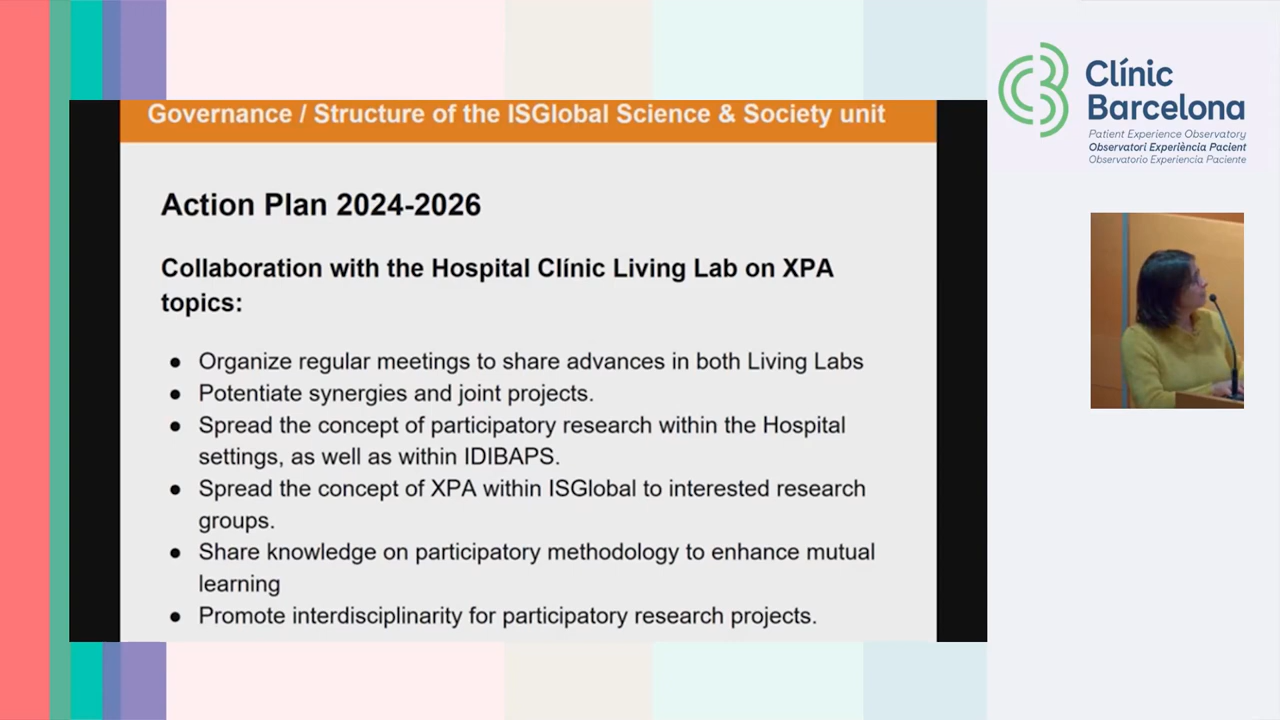 Governance / Structure of the ISGlobal Science & Society unit
Action Plan 2024-2026
Collaboration with the Hospital Clínic Living Lab on XPA
topics:
● Organize regular meetings to share advances in both Living Labs
● Potentiate synergies and joint projects.
● Spread the concept of participatory research within the Hospital
settings, as well as within IDIBAPS.
● Spread the concept of XPA within ISGlobal to interested research
groups.
● Share knowledge on participatory methodology to enhance mutual
learning
● Promote interdisciplinarity for participatory research projects.
Clínic
Barcelona
Patient Experience Observatory
Observatori Experiència Pacient
Observatorio Experiencia Paciente